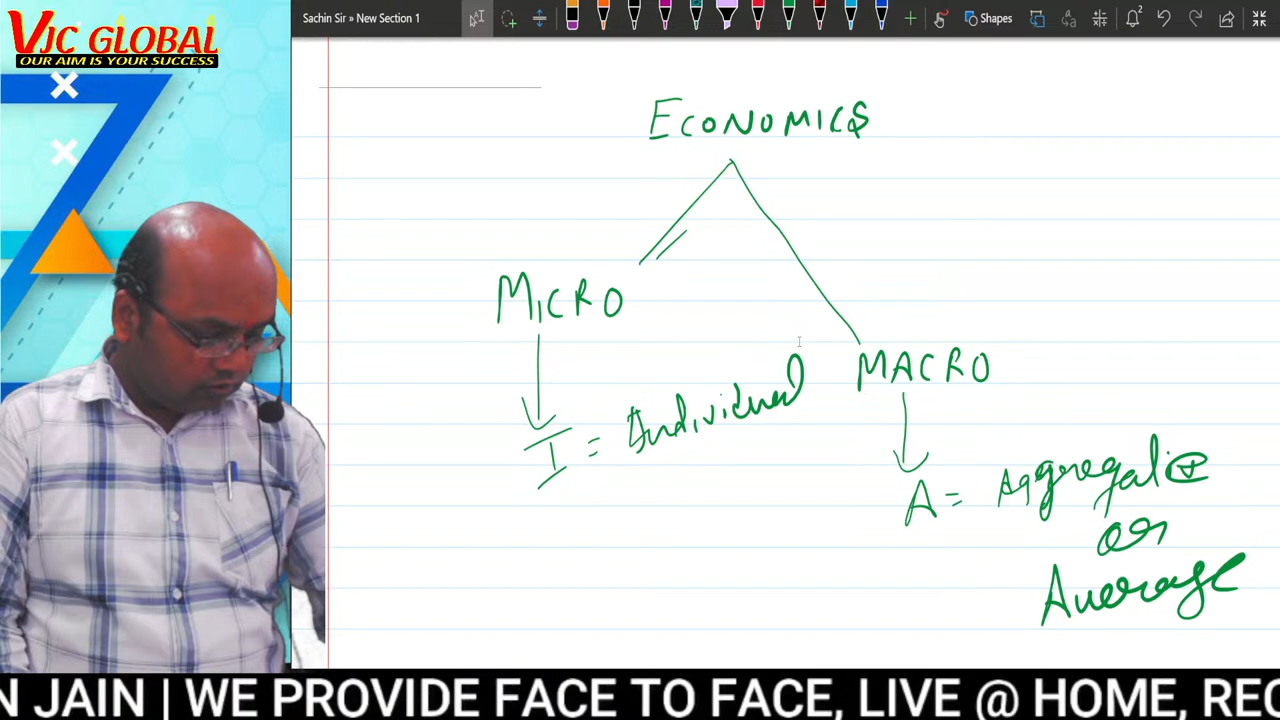 VJC GLOBAL
OUR AIM IS YOUR SUCCESS
Sachin Sir » New Section 1
Shapes
ECONOMICS
MICRO
MACRO
I = Individual
A = Aggregate
or
Average
N JAIN | WE PROVIDE FACE TO FACE, LIVE @ HOME, REC